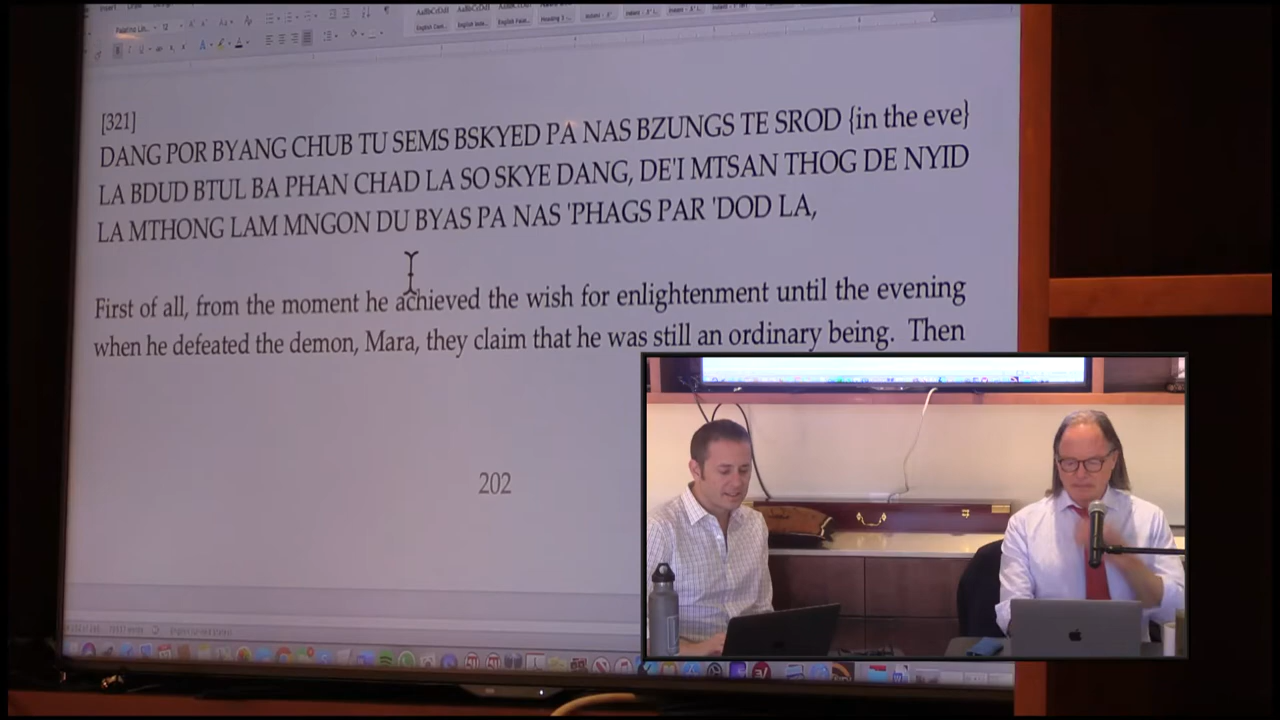 [321]
DANG POR BYANG CHUB TU SEMS BSKYED PA NAS BZUNGS TE SROD {in the eve}
LA BDUD BTUL BA PHAN CHAD LA SO SKYE DANG, DE'I MTSAN THOG DE NYID
LA MTHONG LAM MNGON DU BYAS PA NAS 'PHAGS PAR 'DOD LA,
First of all, from the moment he achieved the wish for enlightenment until the evening
when he defeated the demon, Mara, they claim that he was still an ordinary being. Then
202